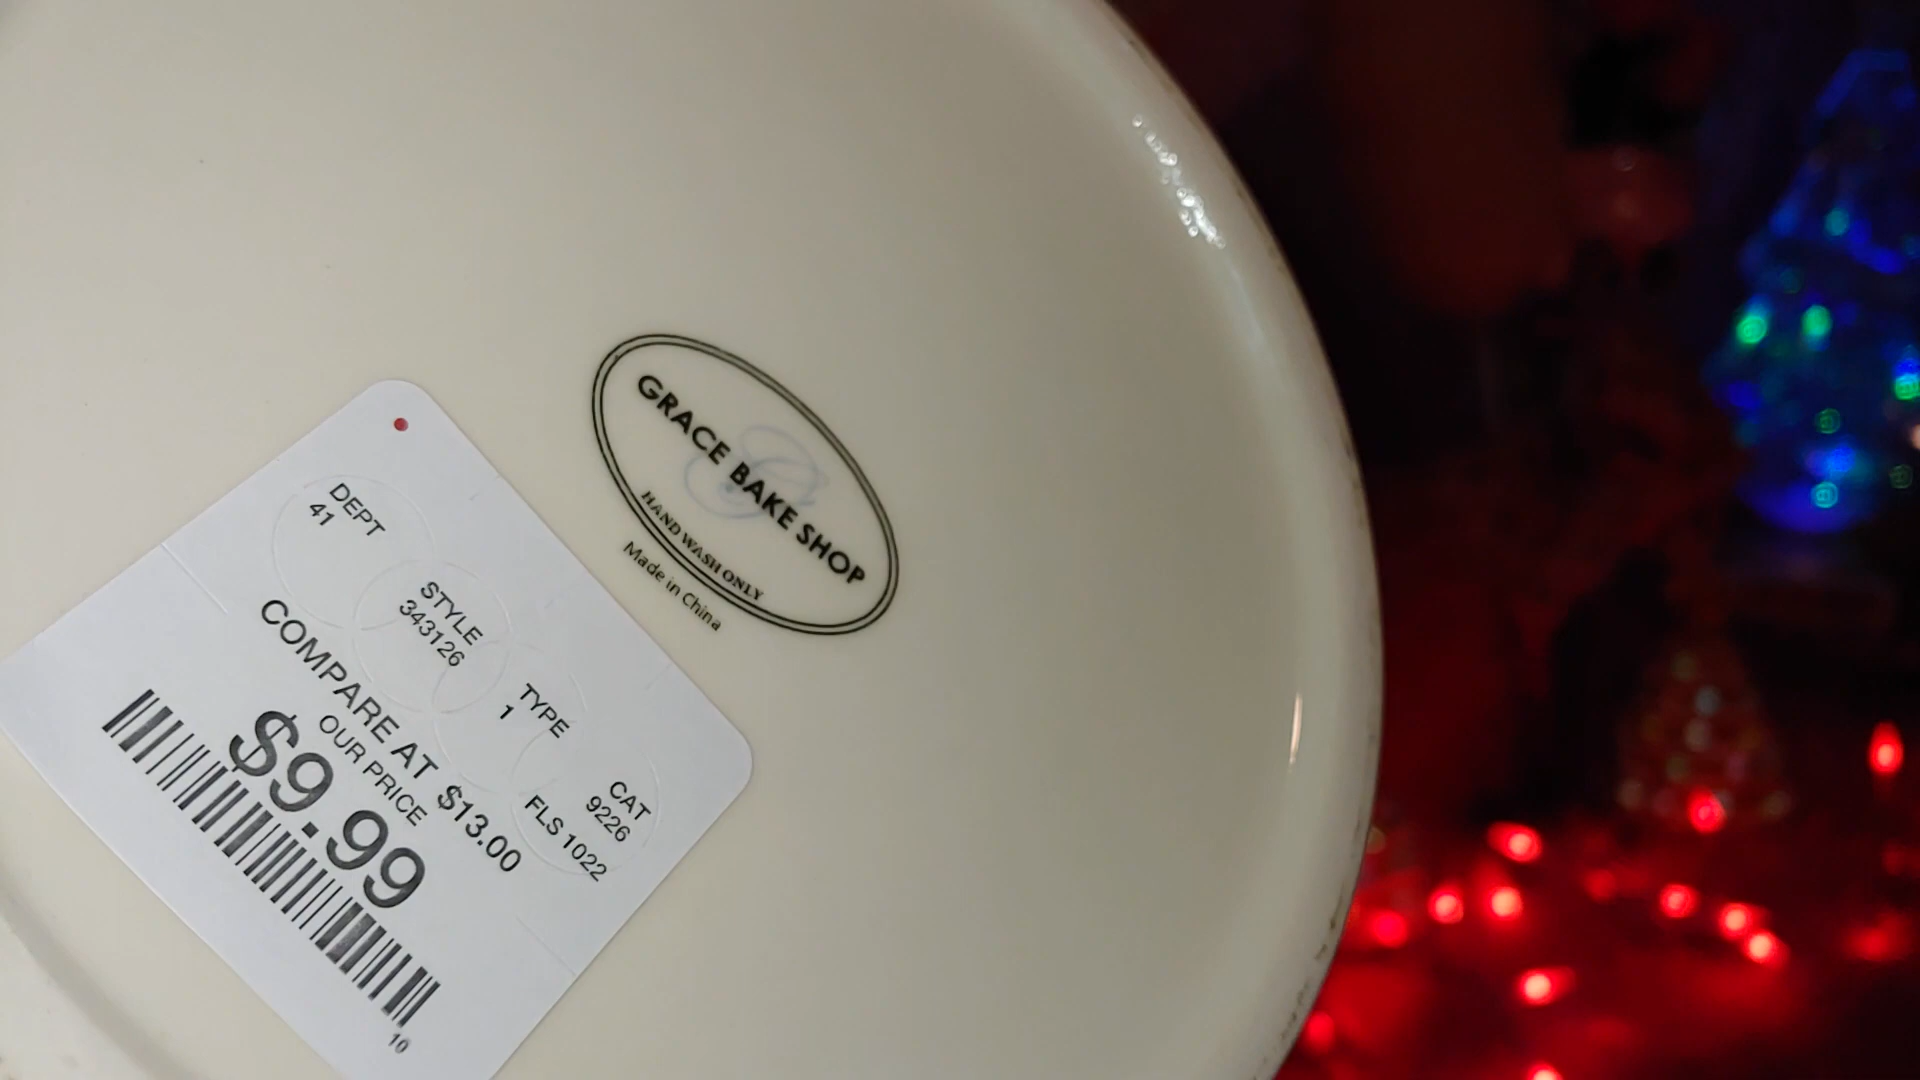 GRACE BAKE SHOP
HAND WASH ONLY
Made in China
DEPT
41
STYLE
343126
TYPE
1
CAT
9226
FLS 1022
COMPARE AT $13.00
OUR PRICE
$9.99
10